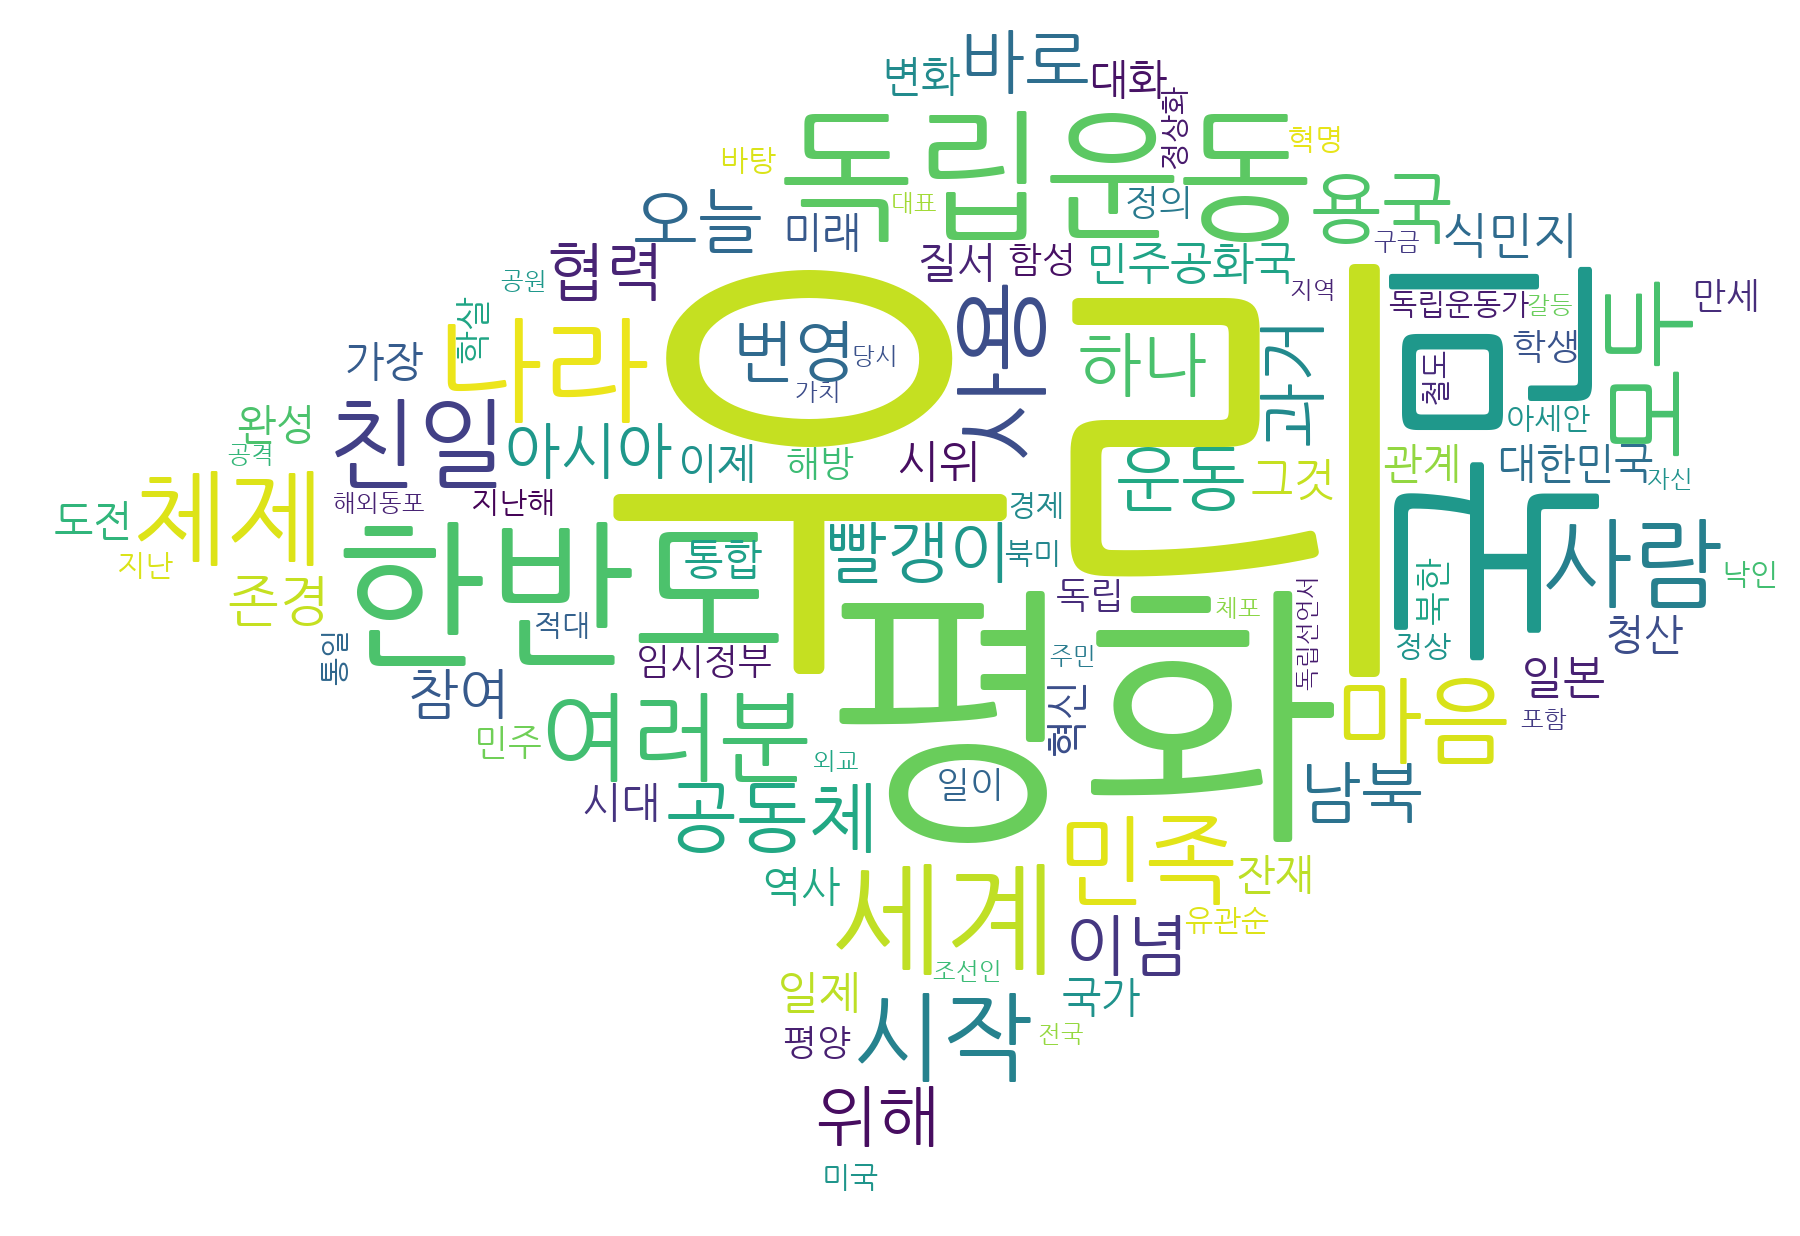 바로
변화
대화
정상화
독립운동
혁명
바탕
대표
정의
용국
오늘
미래
구금
식민지
협력
질서
함성
민주공화국
공원
지역
우리
국민
독립운동가
갈등
만세
학살
나라
번영
당시
가치
사용
하나
과거
철도
학생
모두
가장
친일
완성
공격
아시아
이제
해방
시위
운동
그것
관계
아세안
대한민국
자신
체제
도전
해외동포
지난해
경제
지난
한반도
통합
빨갱이
북미
사람
낙인
존경
적대
독립
체포
독립선언서
북한
정상
청산
통일
임시정부
평화
주민
일본
참여
여러분
혁신
마음
포함
민주
외교
시대
공동체
일이
남북
역사
세계
민족
잔재
유관순
이념
일제
조선인
국가
평양
시작
전국
위해
미국